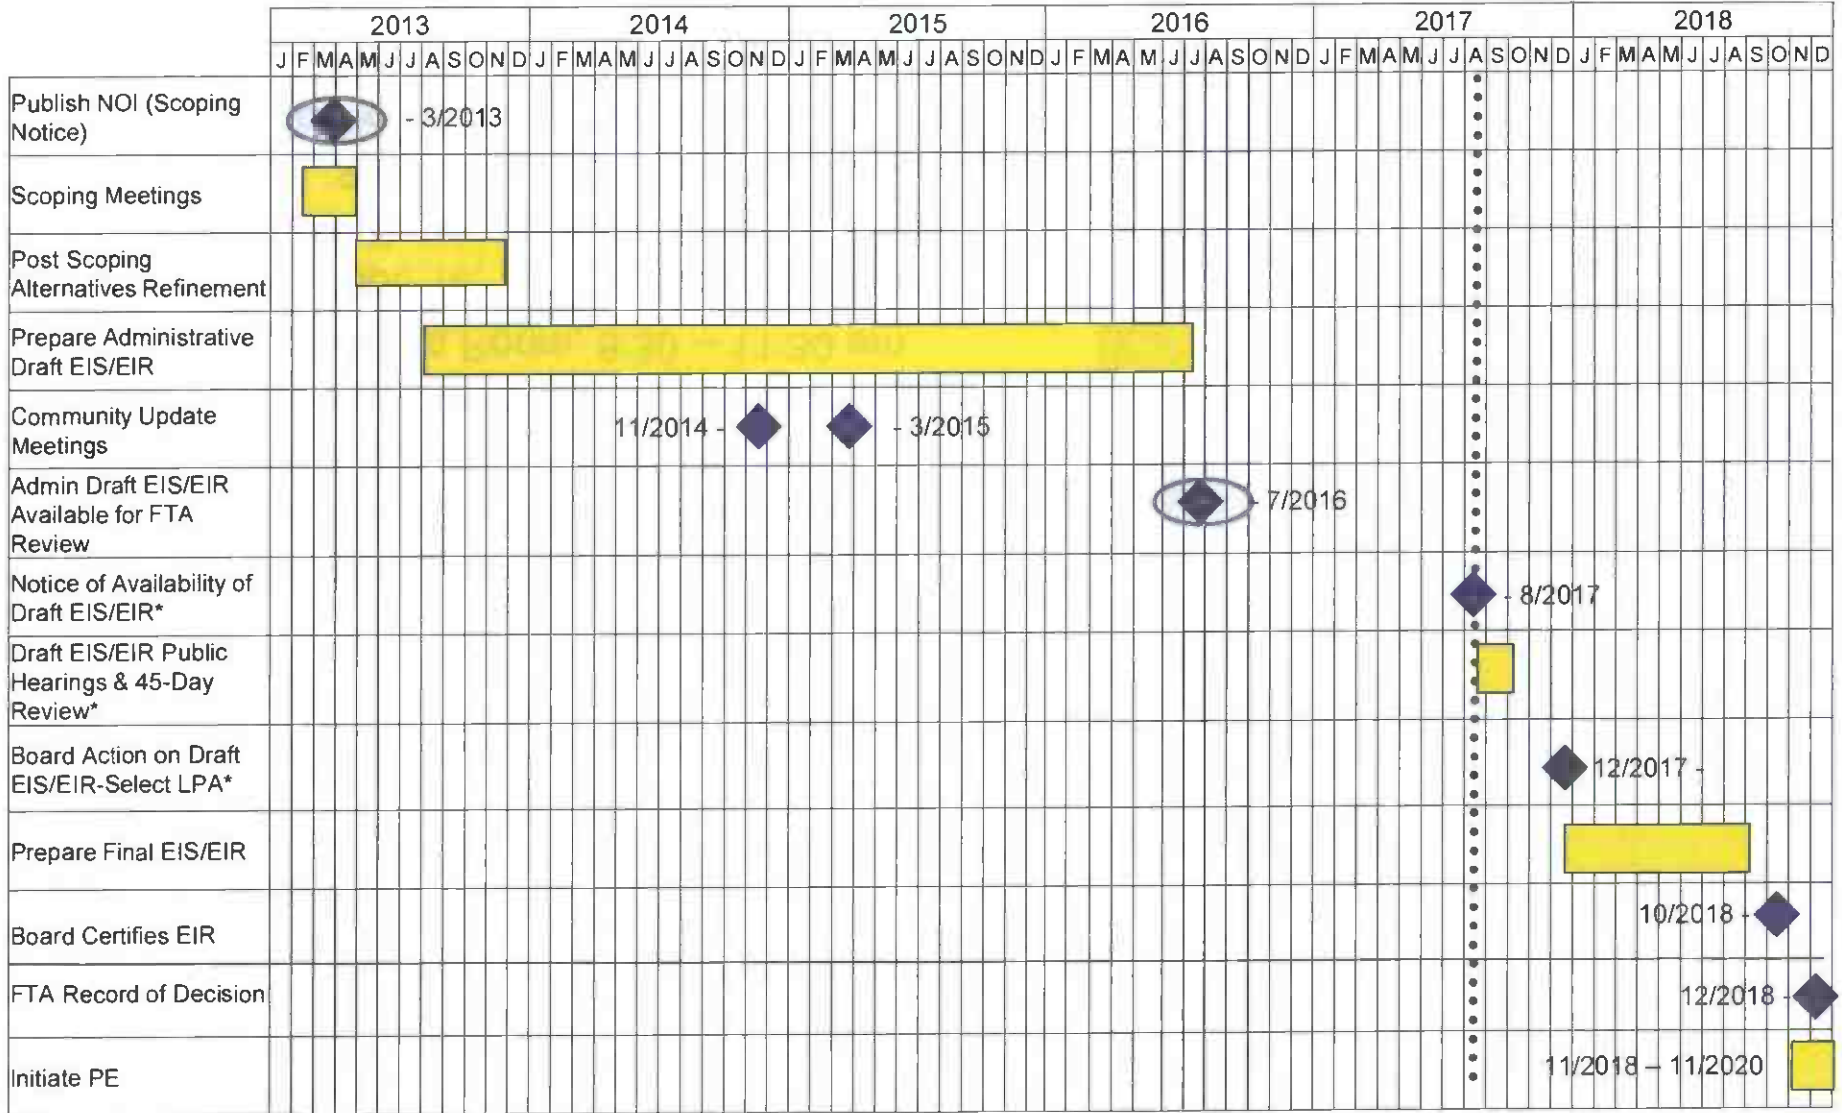 2013 2014 2015 2016 2017 2018
J F M A M J J A S O N D J F M A M J J A S O N D J F M A M J J A S O N D J F M A M J J A S O N D J F M A M J J A S O N D J F M A M J J A S O N D
Publish NOI (Scoping
Notice)
- 3/2013
Scoping Meetings
Post Scoping
Alternatives Refinement
Prepare Administrative
Draft EIS/EIR
Community Update
Meetings
11/2014 -
- 3/2015
Admin Draft EIS/EIR
Available for FTA
Review
- 7/2016
Notice of Availability of
Draft EIS/EIR*
- 8/2017
Draft EIS/EIR Public
Hearings & 45-Day
Review*
Board Action on Draft
EIS/EIR-Select LPA*
12/2017 -
Prepare Final EIS/EIR
Board Certifies EIR
10/2018 -
FTA Record of Decision
12/2018 -
Initiate PE
11/2018 – 11/2020